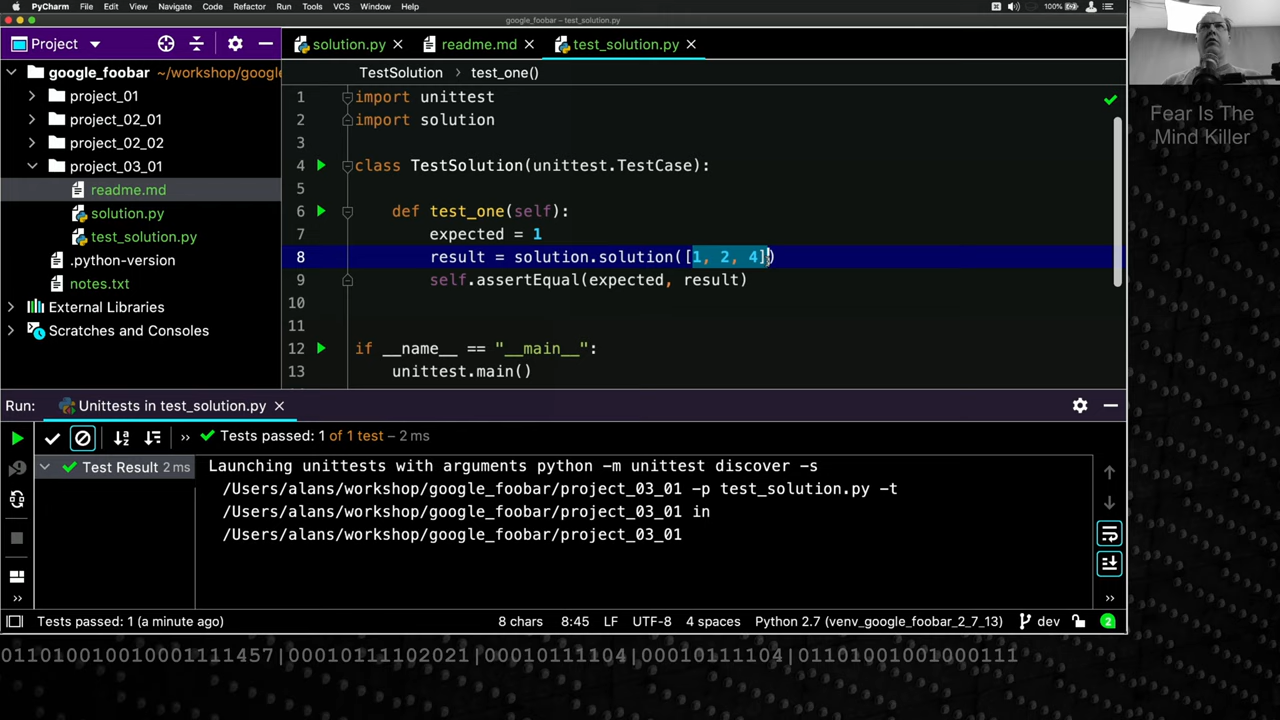 PyCharm File Edit View Navigate Code Refactor Run Tools VCS Window Help
100%
google_foobar – test_solution.py
Project
solution.py
readme.md
test_solution.py
google_foobar ~/workshop/google
project_01
project_02_01
project_02_02
project_03_01
readme.md
solution.py
test_solution.py
.python-version
notes.txt
External Libraries
Scratches and Consoles
TestSolution > test_one()
1 import unittest
2 import solution
3
4 class TestSolution(unittest.TestCase):
5
6 def test_one(self):
7 expected = 1
8 result = solution.solution([1, 2, 4])
9 self.assertEqual(expected, result)
10
11
12 if __name__ == "__main__":
13 unittest.main()
Fear Is The
Mind Killer
Run: Unittests in test_solution.py
Tests passed: 1 of 1 test – 2 ms
Test Result 2 ms
Launching unittests with arguments python -m unittest discover -s
/Users/alans/workshop/google_foobar/project_03_01 -p test_solution.py -t
/Users/alans/workshop/google_foobar/project_03_01 in
/Users/alans/workshop/google_foobar/project_03_01
Tests passed: 1 (a minute ago) 8 chars 8:45 LF UTF-8 4 spaces Python 2.7 (venv_google_foobar_2_7_13) dev 2
011010010010001111457|00010111102021|00010111104|00010111104|011010010010001​11